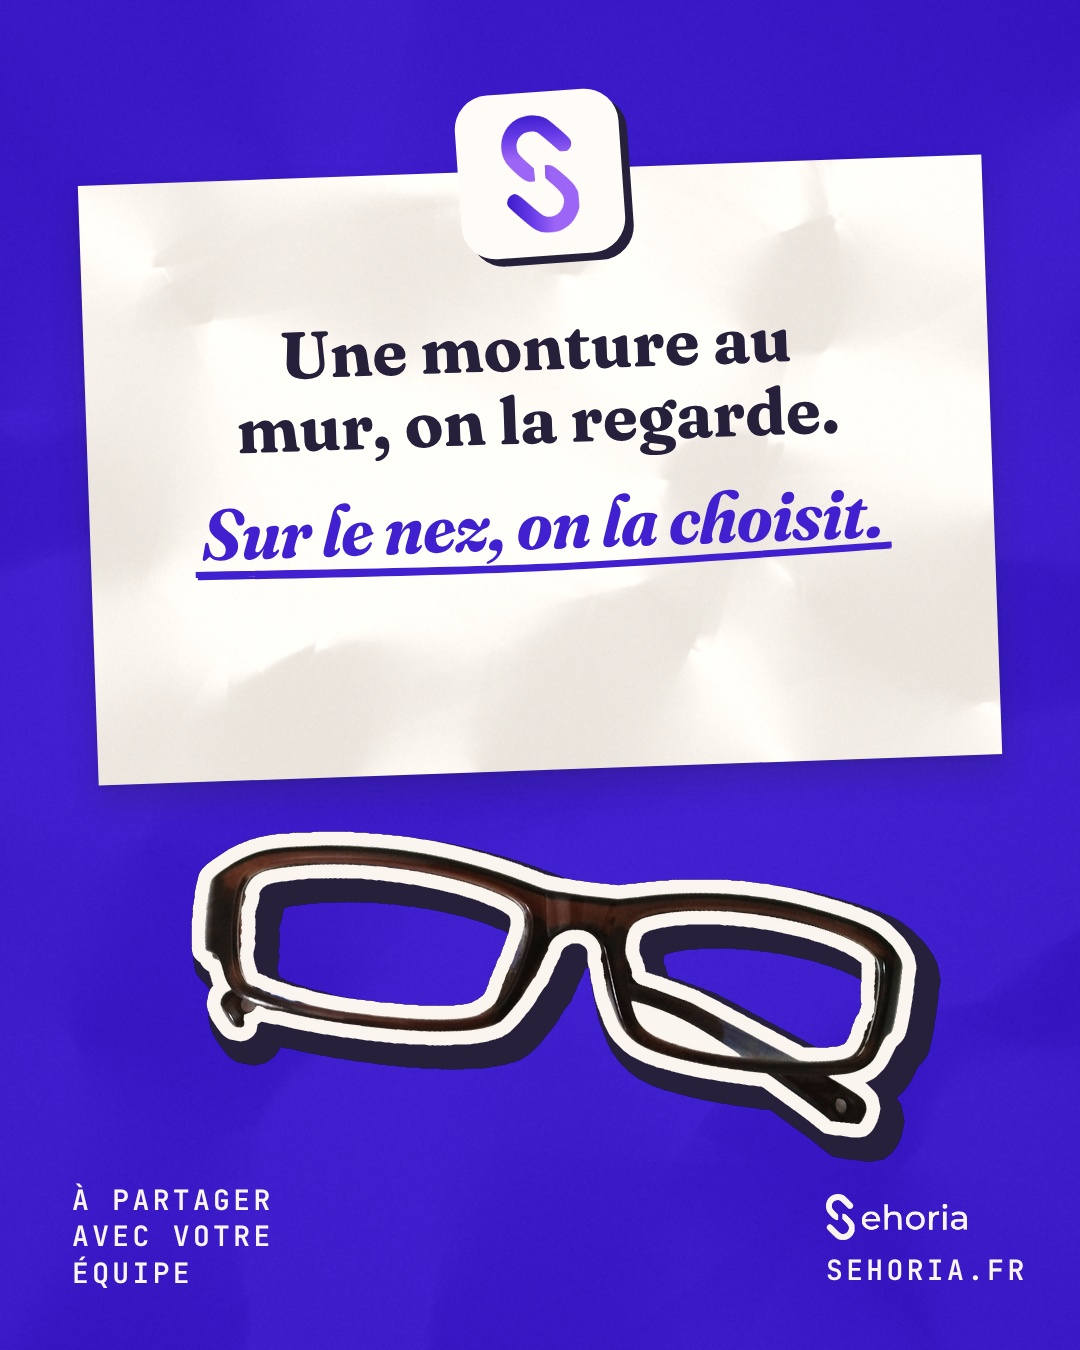 Une monture au
mur, on la regarde.
Sur le nez, on la choisit.
À PARTAGER
AVEC VOTRE
ÉQUIPE
Sehoria
SEHORIA.FR